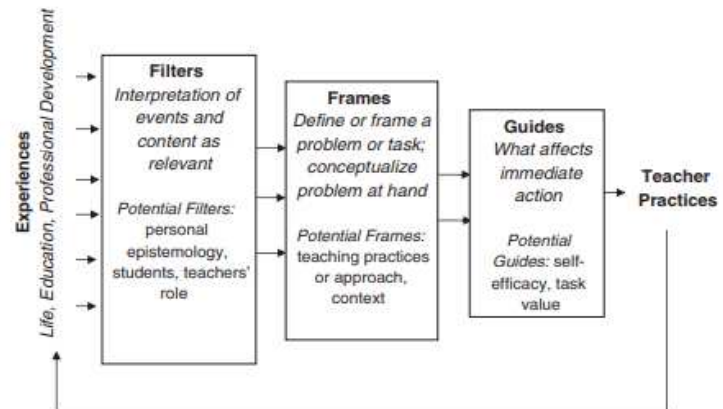 Experiences
Life, Education, Professional Development
Filters
Interpretation of
events and
content as
relevant
Potential Filters:
personal
epistemology,
students, teachers'
role
Frames
Define or frame a
problem or task;
conceptualize
problem at hand
Potential Frames:
teaching practices
or approach,
context
Guides
What affects
immediate
action
Potential
Guides: self-
efficacy, task
value
Teacher
Practices